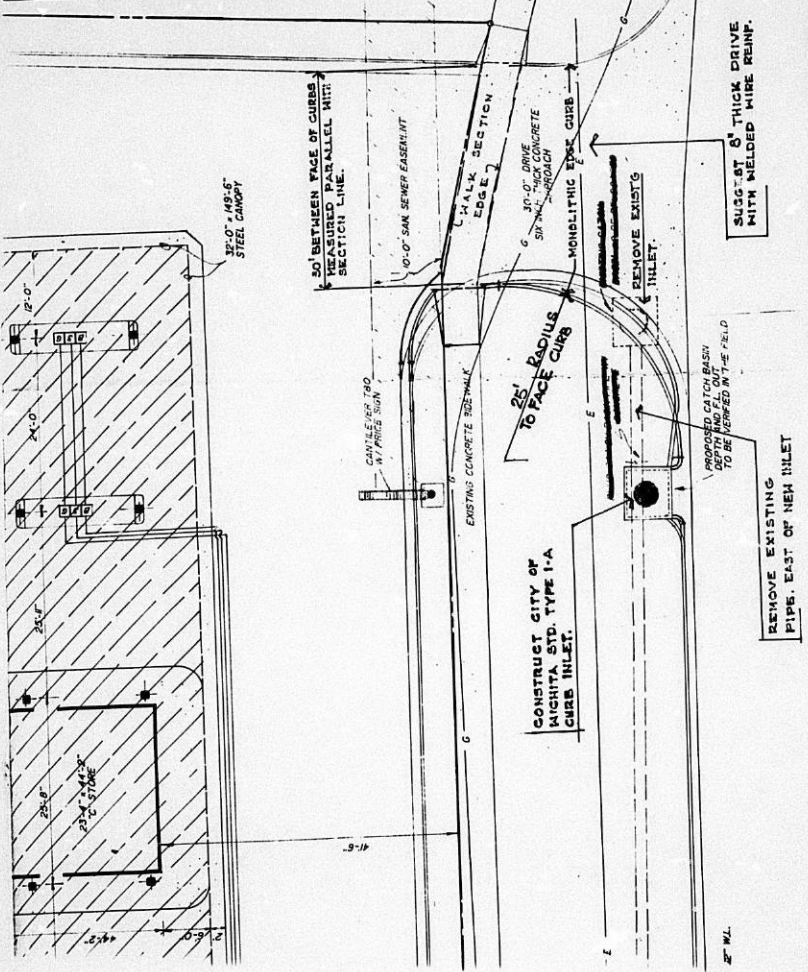 32'-0" x 149'-6"
STEEL CANOPY
12'-0"
24'-0"
25'-8"
25'-8"
23'-4" x 44'-2"
"C" STORE
44'-2"
6'-0"
2'
41'-6"
30' BETWEEN FACE OF CURBS
MEASURED PARALLEL WITH
SECTION LINE.
10'-0" SAN. SEWER EASEMENT
WALK SECTION
EDGE
30'-0" DRIVE
SIX INCH THICK CONCRETE
APPROACH
MONOLITHIC EDGE CURB
CANTILEVER T80
W/ PRICE SIGN
EXISTING CONCRETE SIDEWALK
25' RADIUS
TO FACE CURB
REMOVE EXIST'G
INLET.
SUGGEST 8" THICK DRIVE
WITH WELDED WIRE REINF.
CONSTRUCT CITY OF
WICHITA STD. TYPE 1-A
CURB INLET.
PROPOSED CATCH BASIN
DEPTH AND F.L. OUT
TO BE VERIFIED IN THE FIELD
REMOVE EXISTING
PIPE. EAST OF NEW INLET
G
G
G
G
G
E
E
E
E
2" W.L.